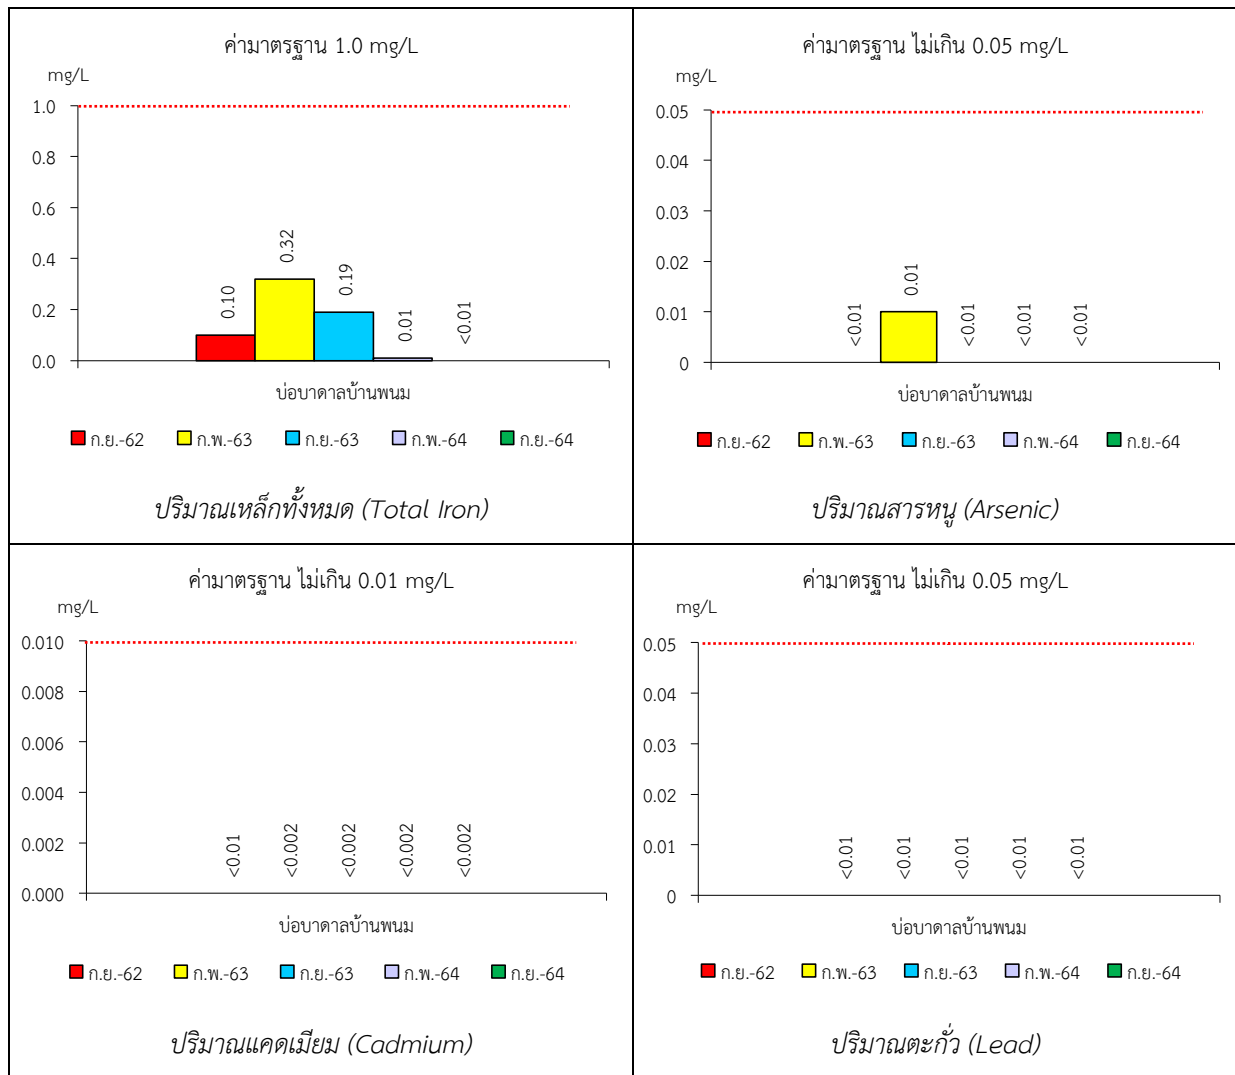 ค่ามาตรฐาน 1.0 mg/L
mg/L
1.0
0.8
0.6
0.4
0.2
0.0
0.10
0.32
0.19
0.01
<0.01
บ่อบาดาลบ้านพนม
ก.ย.-62 ก.พ.-63 ก.ย.-63 ก.พ.-64 ก.ย.-64
ปริมาณเหล็กทั้งหมด (Total Iron)
ค่ามาตรฐาน ไม่เกิน 0.05 mg/L
mg/L
0.05
0.04
0.03
0.02
0.01
0
<0.01
0.01
<0.01
<0.01
<0.01
บ่อบาดาลบ้านพนม
ก.ย.-62 ก.พ.-63 ก.ย.-63 ก.พ.-64 ก.ย.-64
ปริมาณสารหนู (Arsenic)
ค่ามาตรฐาน ไม่เกิน 0.01 mg/L
mg/L
0.010
0.008
0.006
0.004
0.002
0.000
<0.01
<0.002
<0.002
<0.002
<0.002
บ่อบาดาลบ้านพนม
ก.ย.-62 ก.พ.-63 ก.ย.-63 ก.พ.-64 ก.ย.-64
ปริมาณแคดเมียม (Cadmium)
ค่ามาตรฐาน ไม่เกิน 0.05 mg/L
mg/L
0.05
0.04
0.03
0.02
0.01
0
<0.01
<0.01
<0.01
<0.01
<0.01
บ่อบาดาลบ้านพนม
ก.ย.-62 ก.พ.-63 ก.ย.-63 ก.พ.-64 ก.ย.-64
ปริมาณตะกั่ว (Lead)